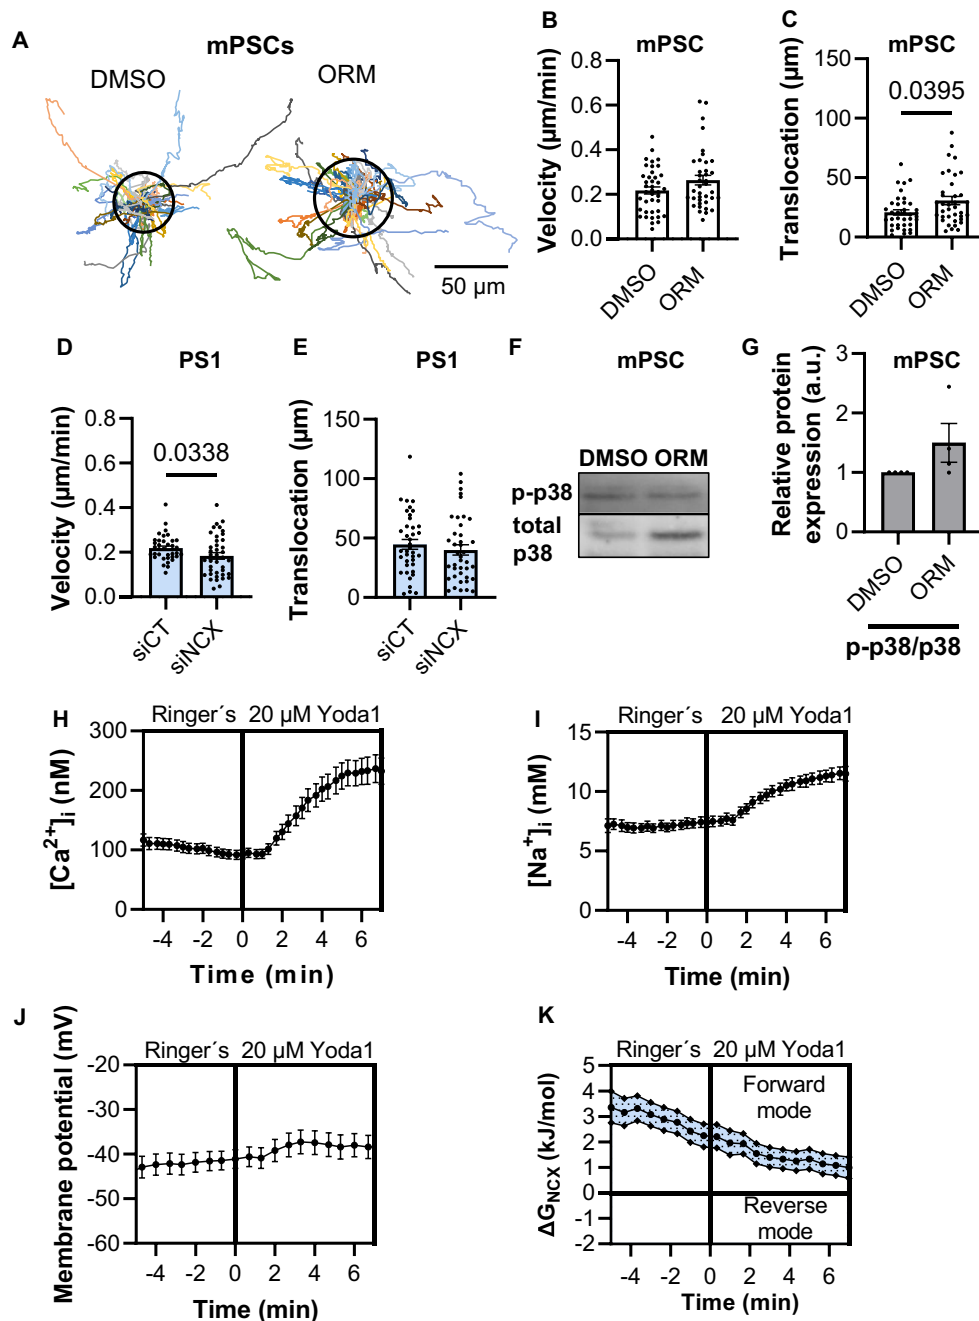 A
mPSCs
DMSO
ORM
50 µm
B
mPSC
Velocity (µm/min)
0.8
0.6
0.4
0.2
0.0
DMSO
ORM
C
mPSC
Translocation (µm)
150
100
50
0
0.0395
DMSO
ORM
D
PS1
Velocity (µm/min)
0.8
0.6
0.4
0.2
0.0
0.0338
siCT
siNCX
E
PS1
Translocation (µm)
150
100
50
0
siCT
siNCX
F
mPSC
DMSO ORM
p-p38
total
p38
G
mPSC
Relative protein
expression (a.u.)
3
2
1
0
DMSO
ORM
p-p38/p38
H
Ringer´s
20 µM Yoda1
[Ca2+]i (nM)
300
200
100
0
-4 -2 0 2 4 6
Time (min)
I
Ringer´s
20 µM Yoda1
[Na+]i (mM)
15
10
5
0
-4 -2 0 2 4 6
Time (min)
J
Ringer´s
20 µM Yoda1
Membrane potential (mV)
-20
-30
-40
-50
-60
-4 -2 0 2 4 6
Time (min)
K
Ringer´s
20 µM Yoda1
ΔGNCX (kJ/mol)
5
4
3
2
1
0
-1
-2
Forward
mode
Reverse
mode
-4 -2 0 2 4 6
Time (min)